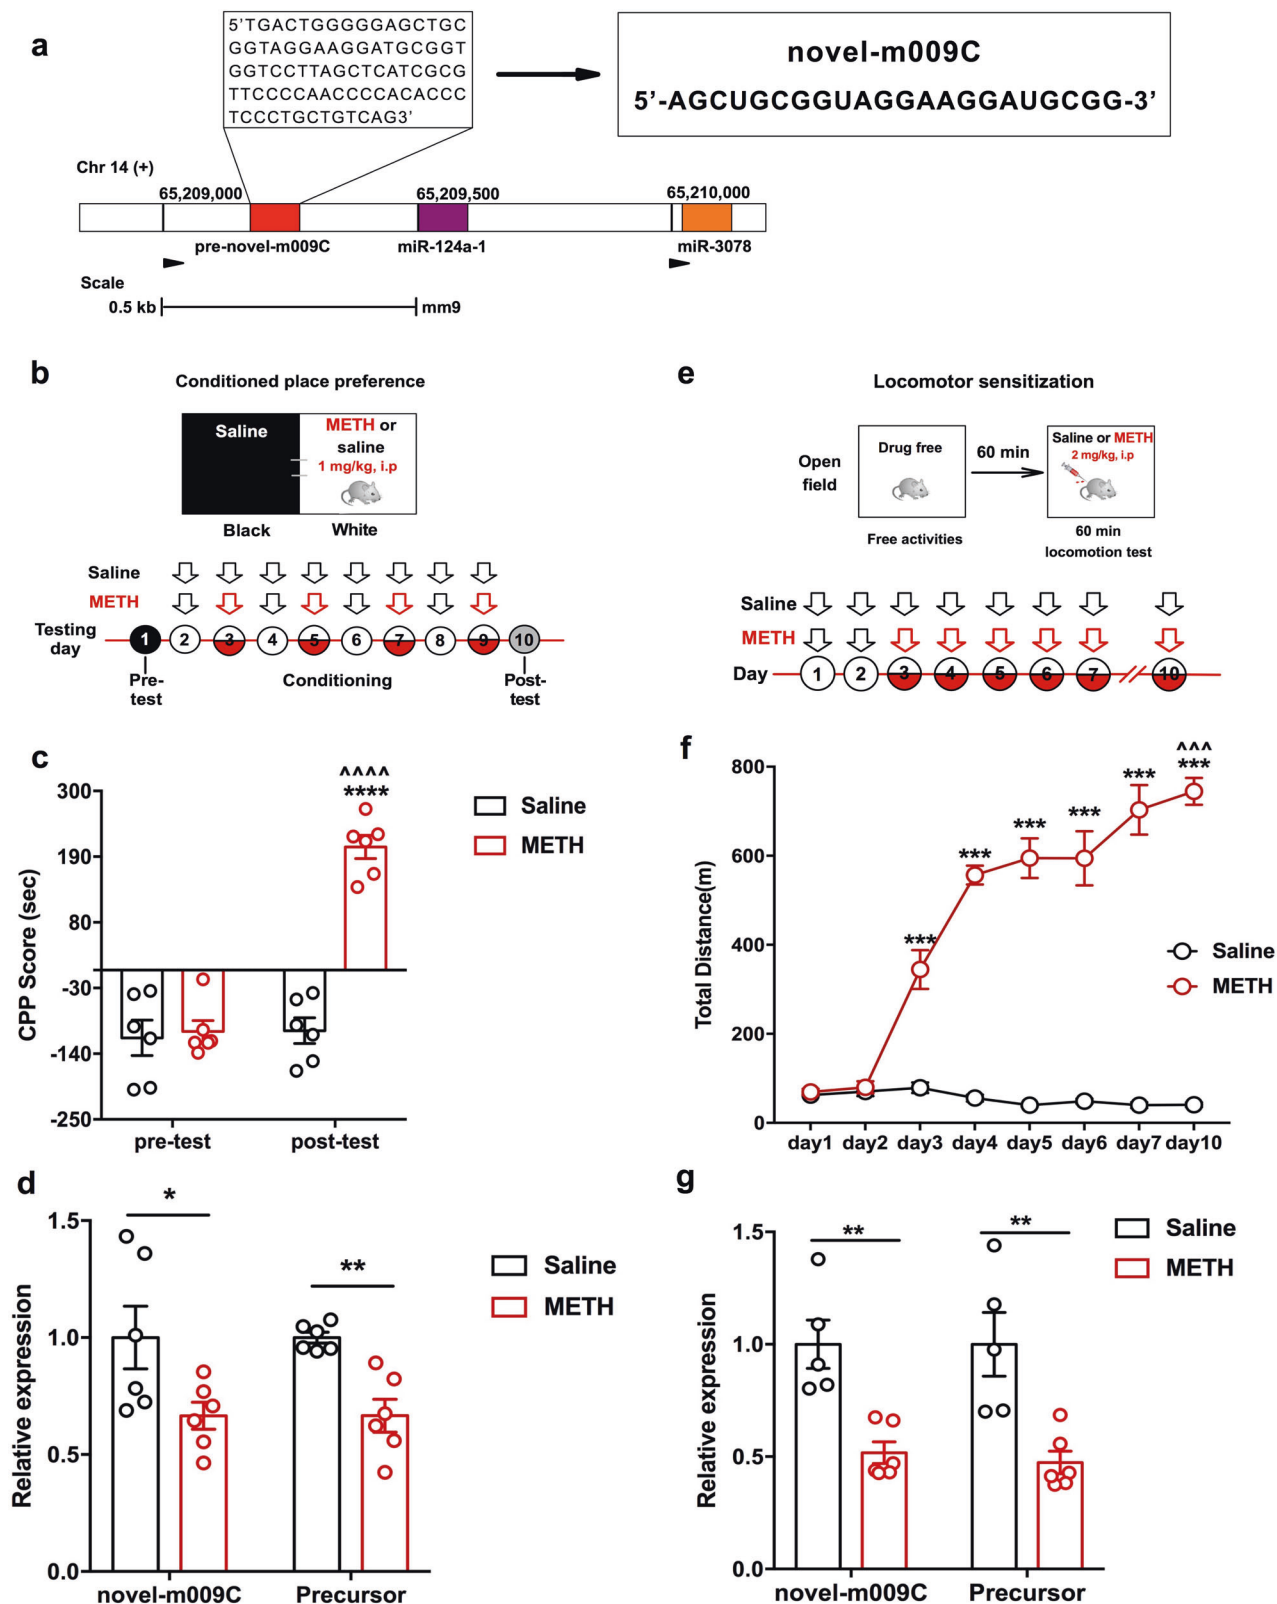 a
5'TGACTGGGGGAGCTGC
GGTAGGAAGGATGCGGT
GGTCCTTAGCTCATCGCG
TTCCCCAACCCCACACCC
TCCCTGCTGTCAG3'
novel-m009C
5'-AGCUGCGGUAGGAAGGAUGCGG-3'
Chr 14 (+)
65,209,000 65,209,500 65,210,000
pre-novel-m009C miR-124a-1 miR-3078
Scale
0.5 kb mm9
b
Conditioned place preference
Saline
METH or
saline
1 mg/kg, i.p
Black White
Saline
METH
Testing
day
1 2 3 4 5 6 7 8 9 10
Pre-
test
Conditioning
Post-
test
e
Locomotor sensitization
Open
field
Drug free
60 min
Saline or METH
2 mg/kg, i.p
Free activities
60 min
locomotion test
Saline
METH
Day
1 2 3 4 5 6 7 10
c
CPP Score (sec)
300
190
80
-30
-140
-250
^^^^
****
pre-test post-test
Saline
METH
f
Total Distance(m)
800
600
400
200
0
*** *** *** *** *** ^^^ ***
day1 day2 day3 day4 day5 day6 day7 day10
Saline
METH
d
Relative expression
1.5
1.0
0.5
0.0
* **
novel-m009C Precursor
Saline
METH
g
Relative expression
1.5
1.0
0.5
0.0
** **
novel-m009C Precursor
Saline
METH